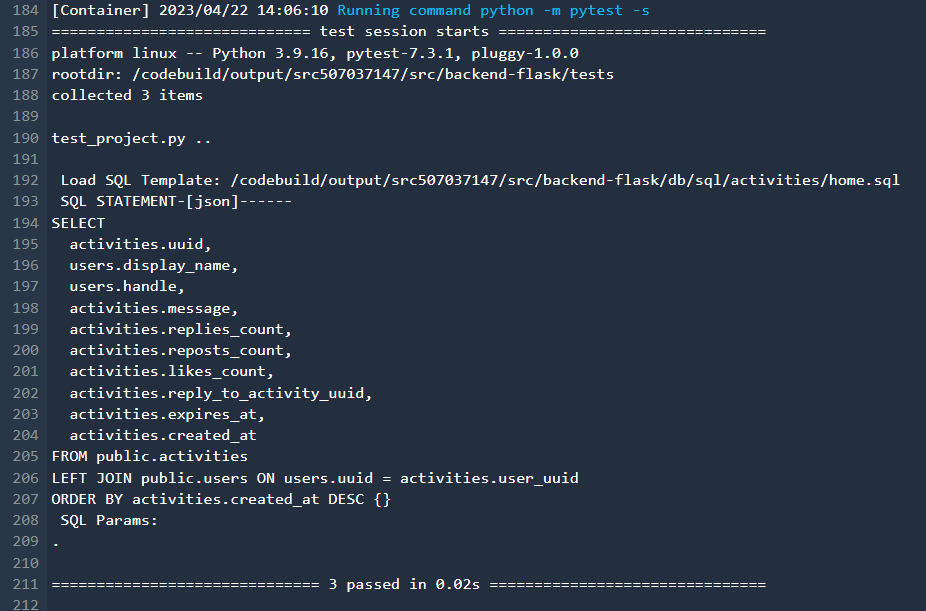 184 [Container] 2023/04/22 14:06:10 Running command python -m pytest -s
185 ============================= test session starts ==============================
186 platform linux -- Python 3.9.16, pytest-7.3.1, pluggy-1.0.0
187 rootdir: /codebuild/output/src507037147/src/backend-flask/tests
188 collected 3 items
189
190 test_project.py ..
191
192  Load SQL Template: /codebuild/output/src507037147/src/backend-flask/db/sql/activities/home.sql
193  SQL STATEMENT-[json]------
194 SELECT
195   activities.uuid,
196   users.display_name,
197   users.handle,
198   activities.message,
199   activities.replies_count,
200   activities.reposts_count,
201   activities.likes_count,
202   activities.reply_to_activity_uuid,
203   activities.expires_at,
204   activities.created_at
205 FROM public.activities
206 LEFT JOIN public.users ON users.uuid = activities.user_uuid
207 ORDER BY activities.created_at DESC {}
208  SQL Params:
209 .
210
211 ============================== 3 passed in 0.02s ===============================
212